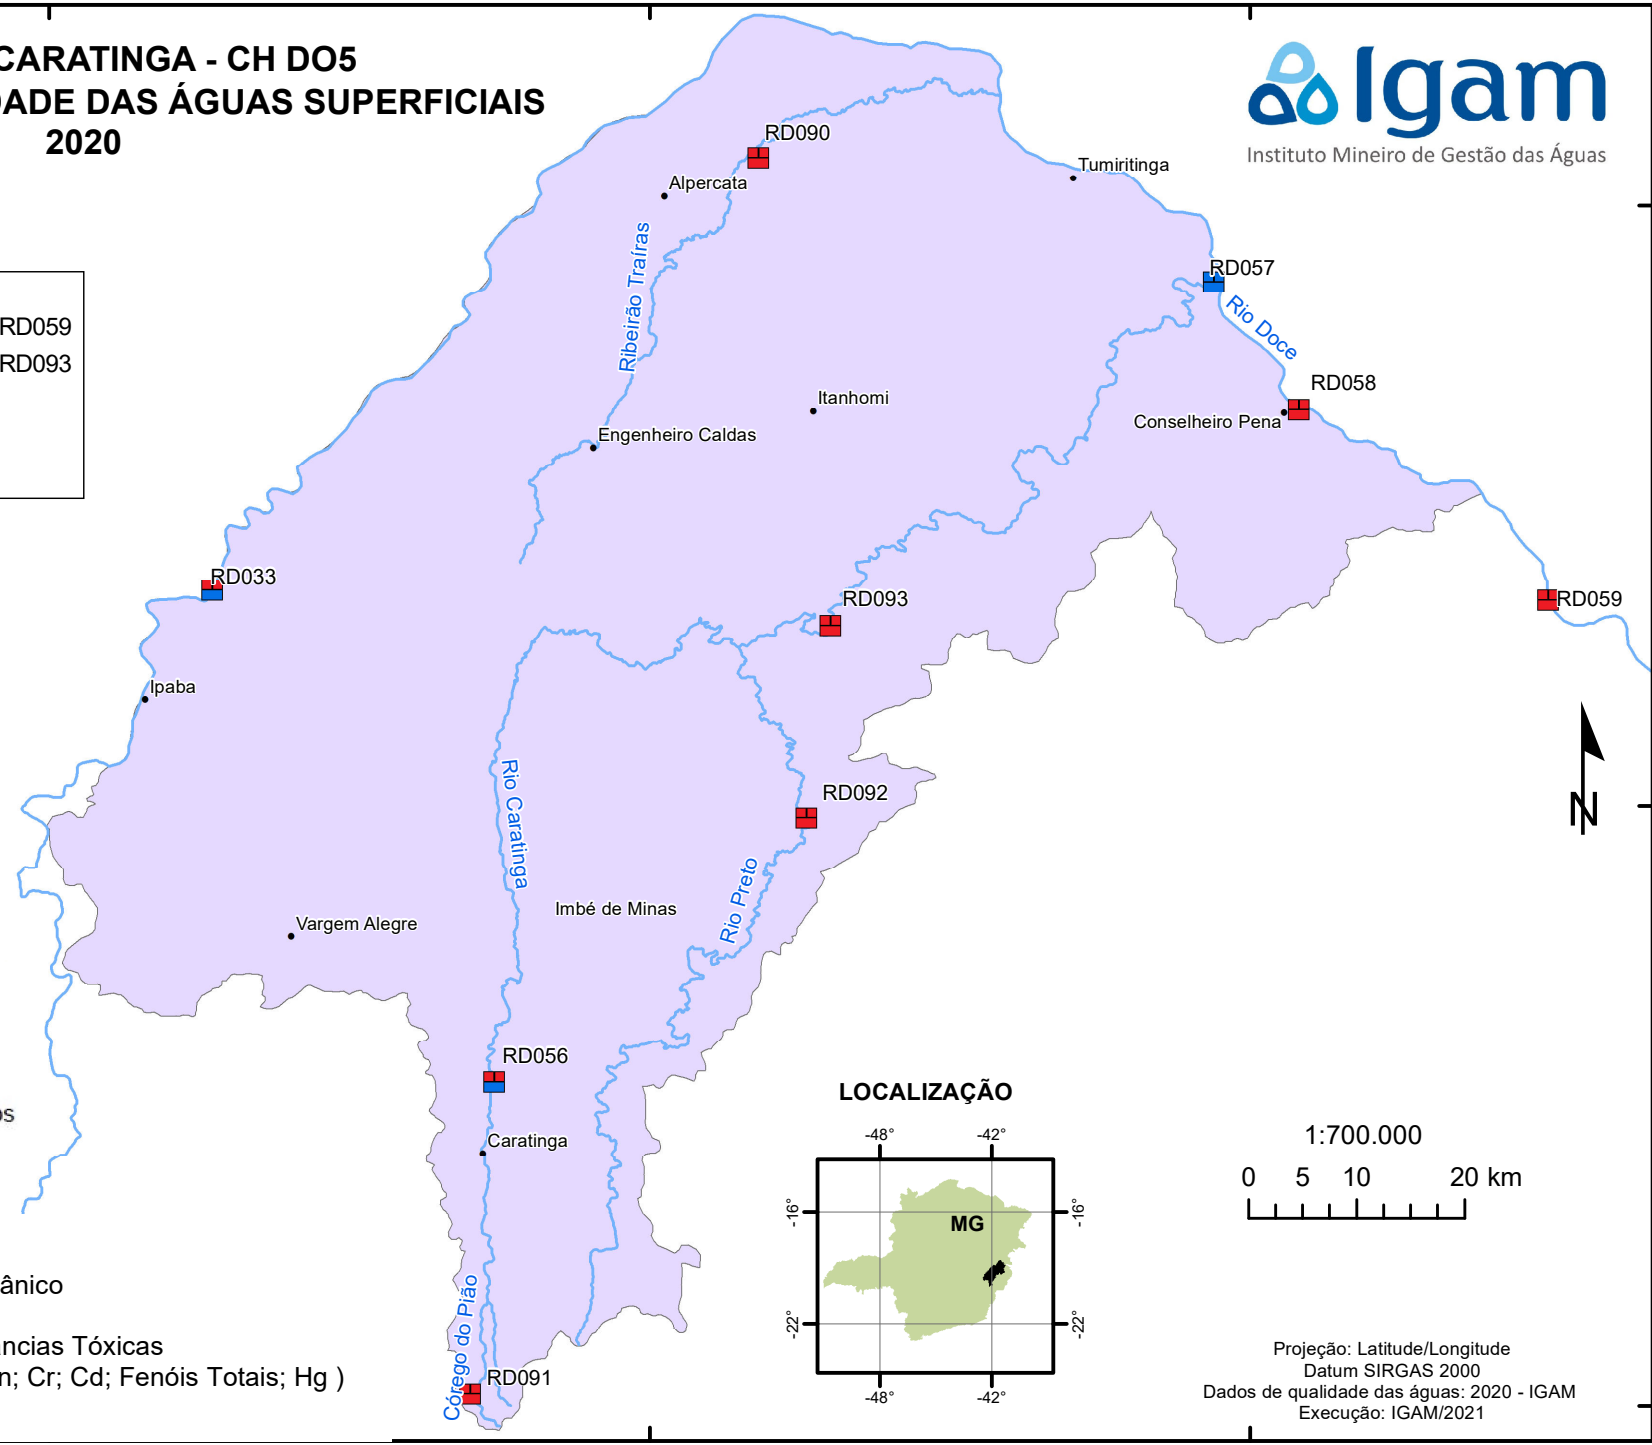 CARATINGA - CH DO5
DADE DAS ÁGUAS SUPERFICIAIS
2020
Igam
Instituto Mineiro de Gestão das Águas
RD090
Tumiritinga
Alpercata
Ribeirão Traíras
RD057
Rio Doce
RD059
RD093
RD058
Itanhomi
Conselheiro Pena
Engenheiro Caldas
RD033
RD093
RD059
Ipaba
Rio Caratinga
RD092
N
Rio Preto
Imbé de Minas
Vargem Alegre
RD056
Caratinga
os
LOCALIZAÇÃO
-48°
-42°
-16°
MG
-16°
-22°
-22°
-48°
-42°
1:700.000
0 5 10 20 km
ânico
ncias Tóxicas
n; Cr; Cd; Fenóis Totais; Hg )
Córrego do Pião
RD091
Projeção: Latitude/Longitude
Datum SIRGAS 2000
Dados de qualidade das águas: 2020 - IGAM
Execução: IGAM/2021